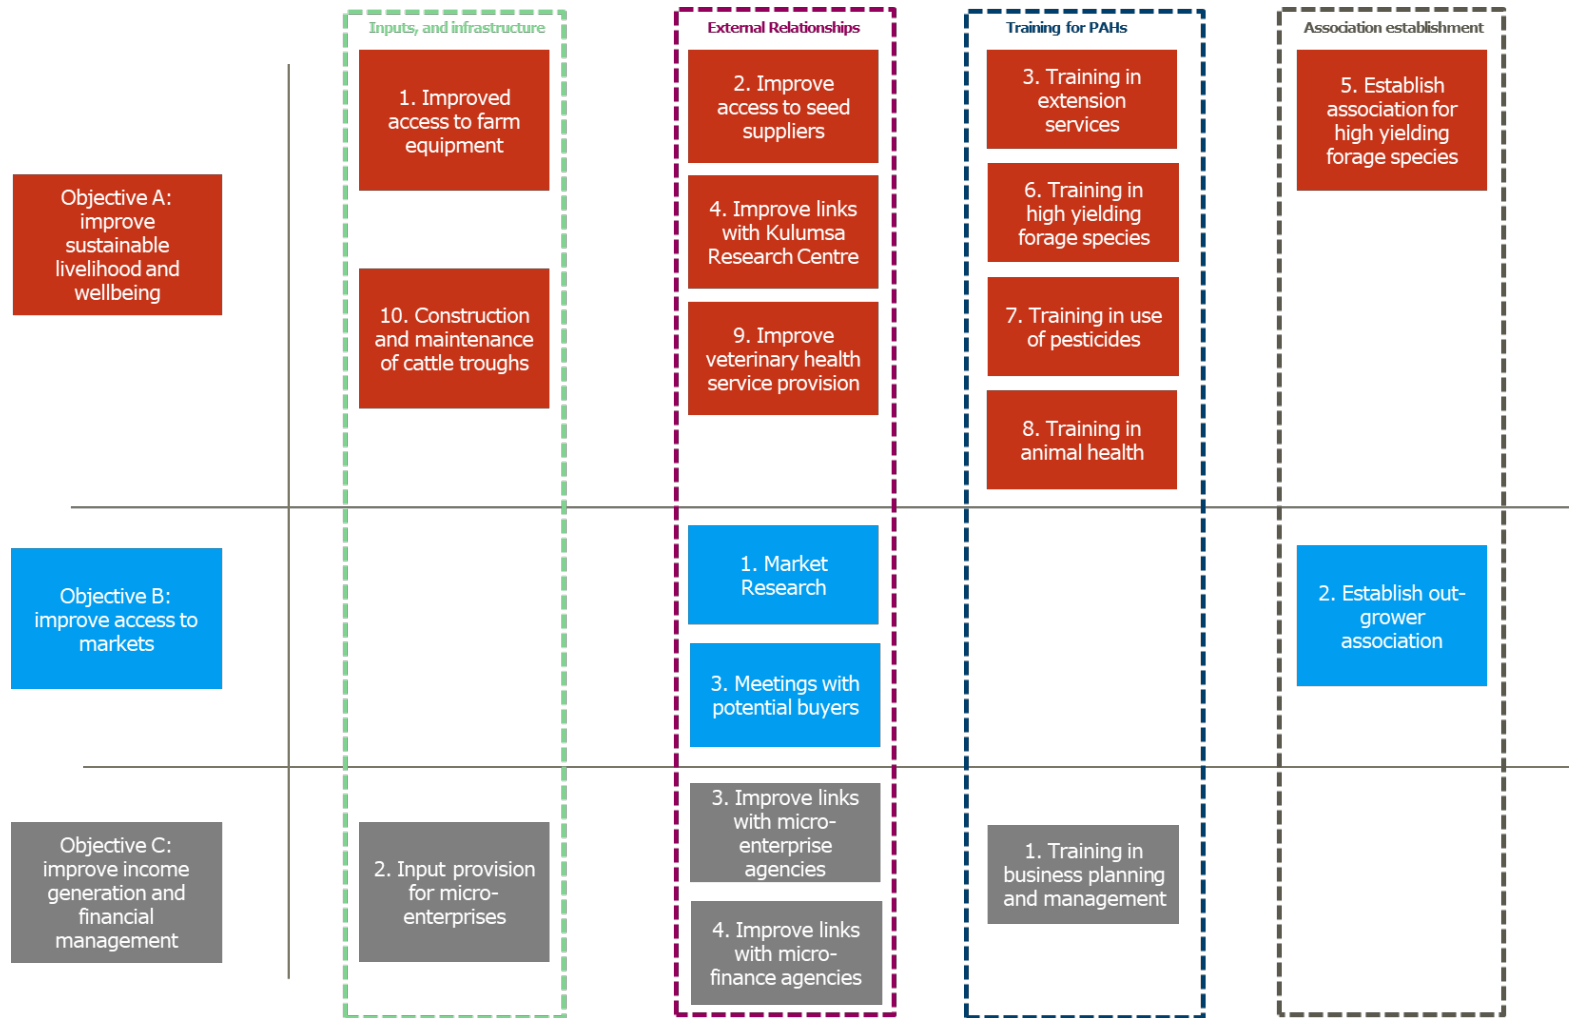 Inputs, and infrastructure
External Relationships
Training for PAHs
Association establishment
Objective A:
improve
sustainable
livelihood and
wellbeing
1. Improved
access to farm
equipment
10. Construction
and maintenance
of cattle troughs
2. Improve
access to seed
suppliers
4. Improve links
with Kulumsa
Research Centre
9. Improve
veterinary health
service provision
3. Training in
extension
services
6. Training in
high yielding
forage species
7. Training in use
of pesticides
8. Training in
animal health
5. Establish
association for
high yielding
forage species
Objective B:
improve access to
markets
1. Market
Research
3. Meetings with
potential buyers
2. Establish out-
grower
association
Objective C:
improve income
generation and
financial
management
2. Input provision
for micro-
enterprises
3. Improve links
with micro-
enterprise
agencies
4. Improve links
with micro-
finance agencies
1. Training in
business planning
and management